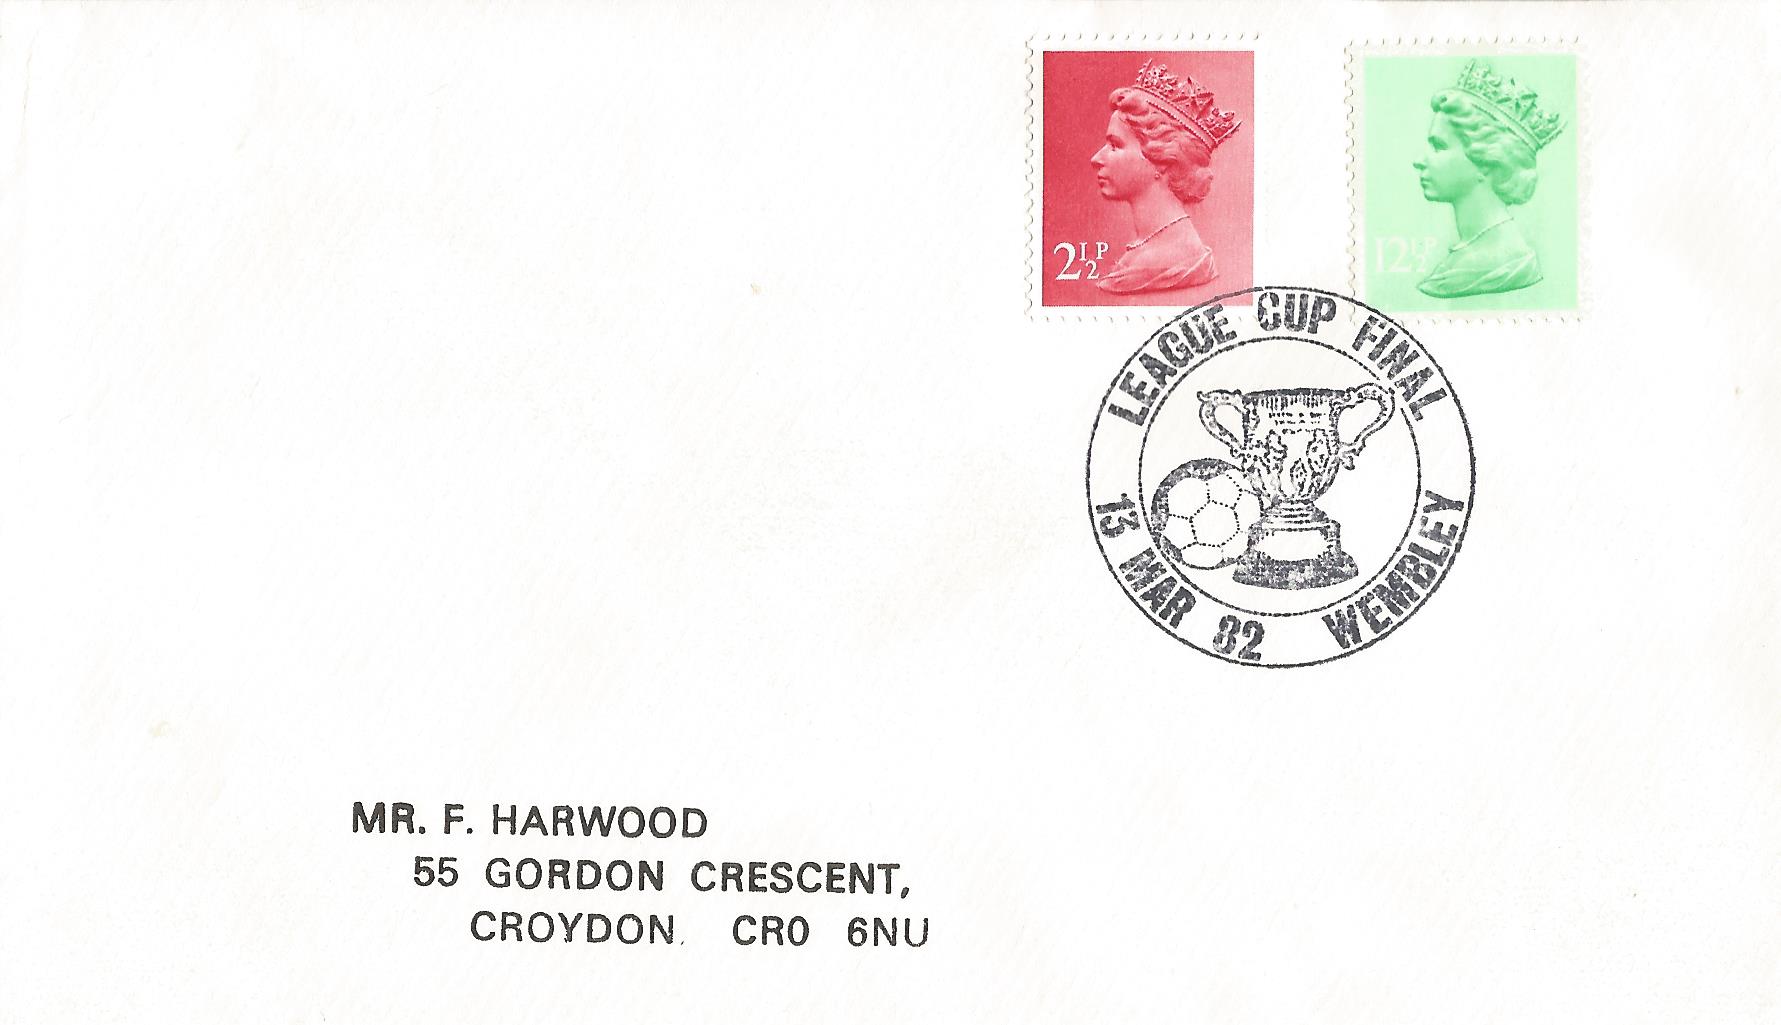 2½P
12½P
LEAGUE CUP FINAL
13 MAR 82 WEMBLEY
MR. F. HARWOOD
55 GORDON CRESCENT,
CROYDON, CR0 6NU